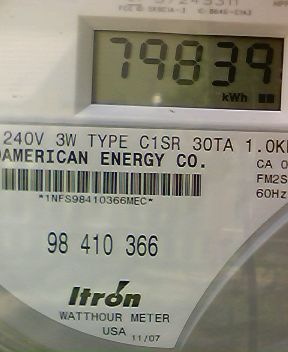 79839
kWh
240V 3W TYPE C1SR 30TA 1.0K
AMERICAN ENERGY CO.
CA 0
FM2S
60Hz
*1NFS98410366MEC*
98 410 366
Itron
WATTHOUR METER
USA 11/07